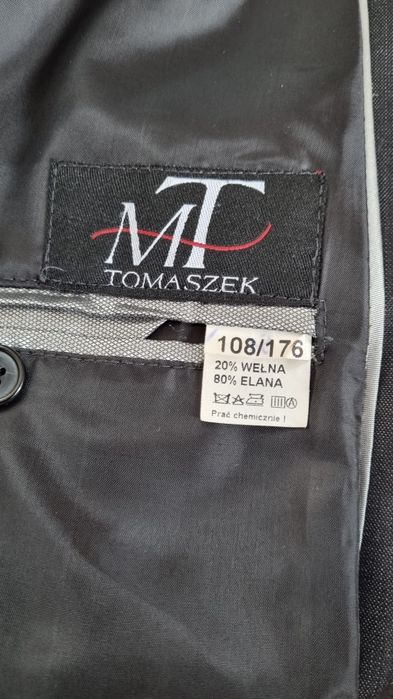 MT
TOMASZEK
108/176
20% WEŁNA
80% ELANA
Prać chemicznie !